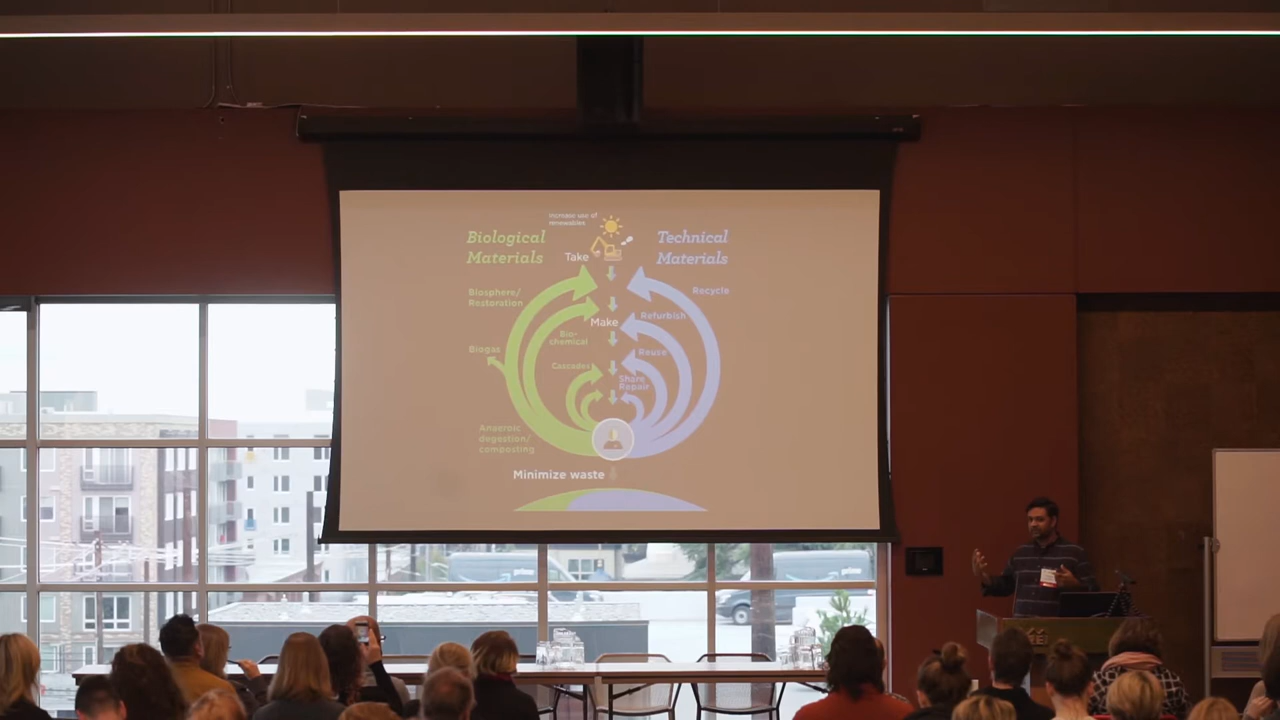 Increase use of
renewables
Biological
Materials
Technical
Materials
Take
Biosphere/
Restoration
Recycle
Refurbish
Make
Bio-
chemical
Biogas
Reuse
Cascades
Share
Repair
Anaeroic
degestion/
composting
Minimize waste